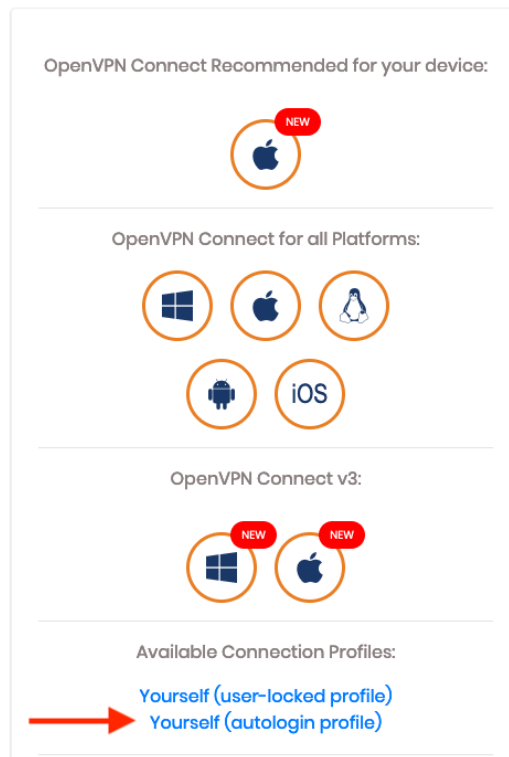 OpenVPN Connect Recommended for your device:
NEW
OpenVPN Connect for all Platforms:
iOS
OpenVPN Connect v3:
NEW
NEW
Available Connection Profiles:
Yourself (user-locked profile)
Yourself (autologin profile)